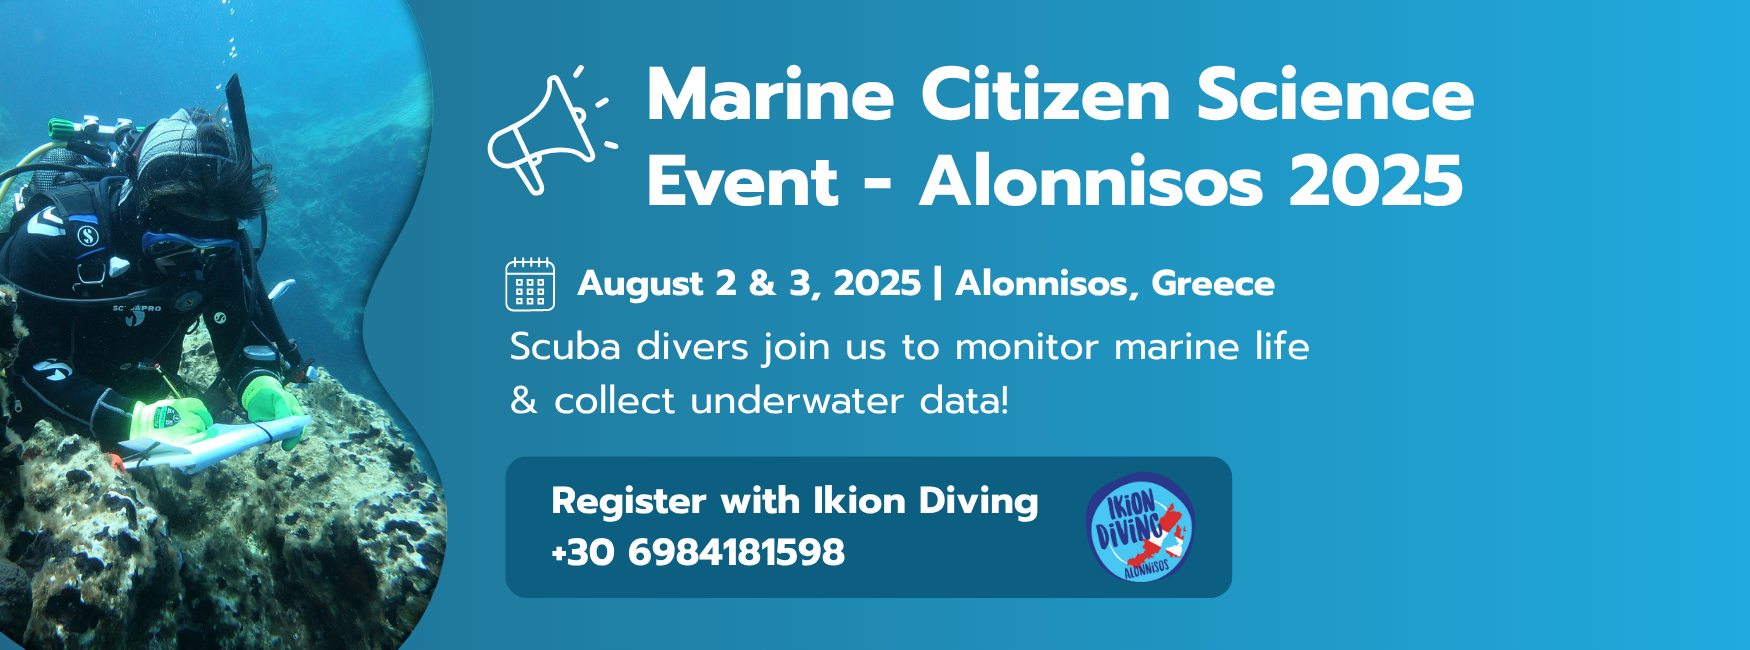 Marine Citizen Science
Event - Alonnisos 2025
August 2 & 3, 2025 | Alonnisos, Greece
Scuba divers join us to monitor marine life
& collect underwater data!
Register with Ikion Diving
+30 6984181598
IKION
DIVING
ALONNISOS
SCUBAPRO